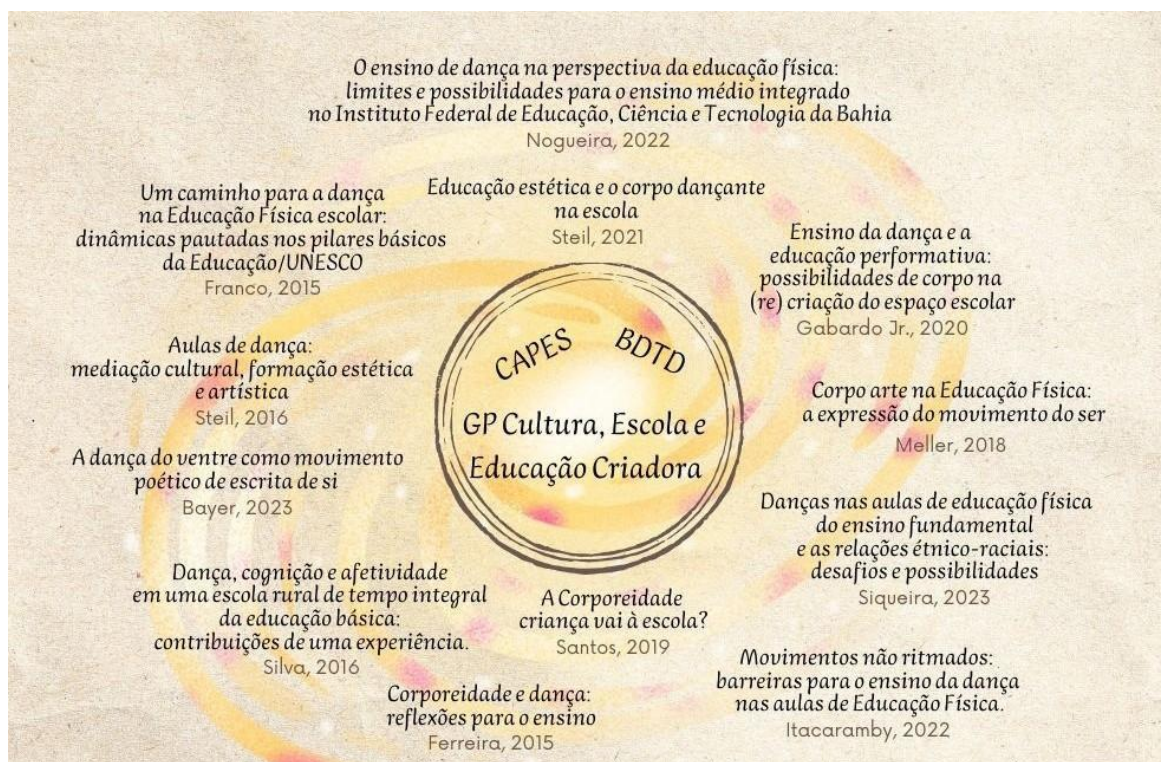 O ensino de dança na perspectiva da educação física:
limites e possibilidades para o ensino médio integrado
no Instituto Federal de Educação, Ciência e Tecnologia da Bahia
Nogueira, 2022
Um caminho para a dança
na Educação Física escolar:
dinâmicas pautadas nos pilares básicos
da Educação/UNESCO
Franco, 2015
Educação estética e o corpo dançante
na escola
Steil, 2021
Ensino da dança e a
educação performativa:
possibilidades de corpo na
(re) criação do espaço escolar
Gabardo Jr., 2020
Aulas de dança:
mediação cultural, formação estética
e artística
Steil, 2016
CAPES BDTD
GP Cultura, Escola e
Educação Criadora
Corpo arte na Educação Física:
a expressão do movimento do ser
Meller, 2018
A dança do ventre como movimento
poético de escrita de si
Bayer, 2023
Danças nas aulas de educação física
do ensino fundamental
e as relações étnico-raciais:
desafios e possibilidades
Siqueira, 2023
Dança, cognição e afetividade
em uma escola rural de tempo integral
da educação básica:
contribuições de uma experiência.
Silva, 2016
A Corporeidade
criança vai à escola?
Santos, 2019
Movimentos não ritmados:
barreiras para o ensino da dança
nas aulas de Educação Física.
Itacaramby, 2022
Corporeidade e dança:
reflexões para o ensino
Ferreira, 2015